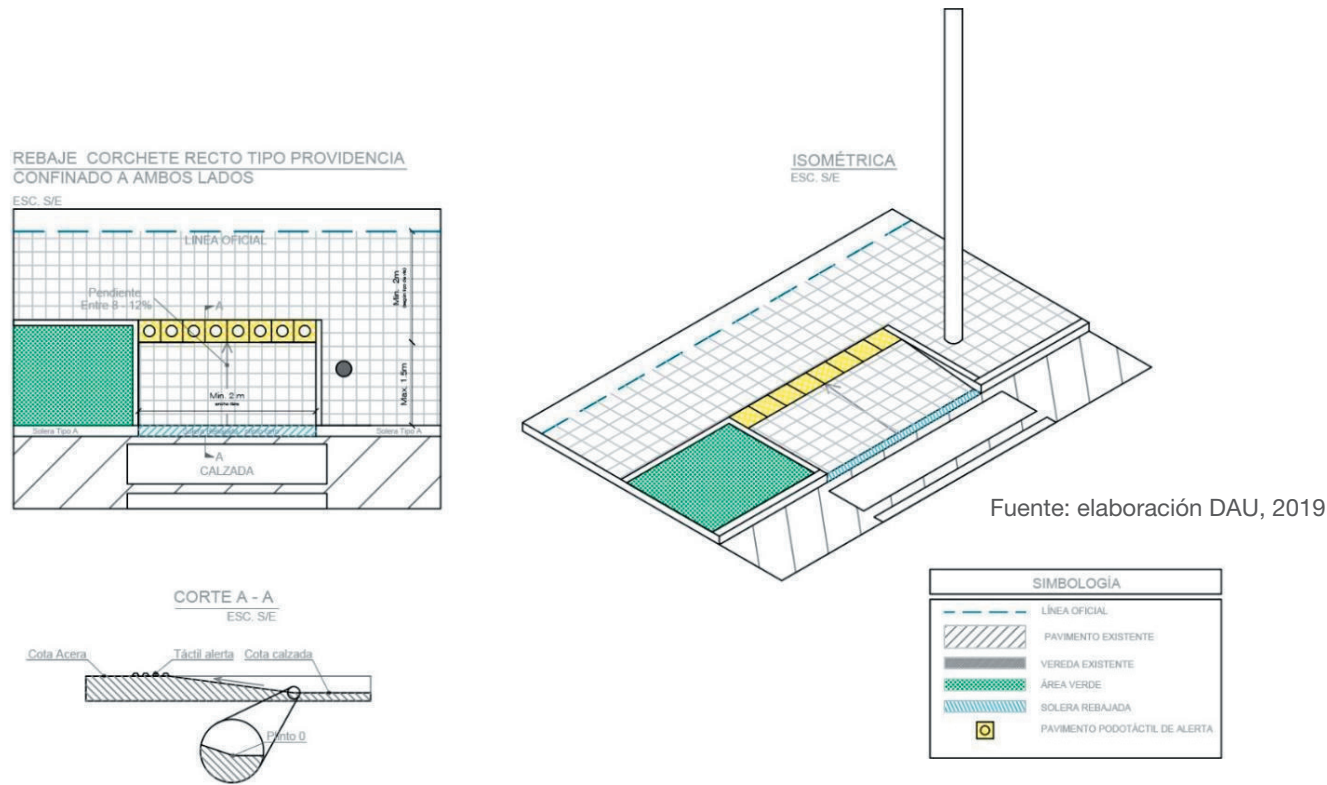 REBAJE CORCHETE RECTO TIPO PROVIDENCIA
CONFINADO A AMBOS LADOS
ESC. S/E
LÍNEA OFICIAL
Pendiente
Entre 8 - 12%
A
Min. 2m
Min. 2 m
Max. 1.5m
Solera Tipo A
Solera Tipo A
A
CALZADA
ISOMÉTRICA
ESC. S/E
Fuente: elaboración DAU, 2019
CORTE A - A
ESC. S/E
Cota Acera
Táctil alerta
Cota calzada
Punto 0
SIMBOLOGÍA
LÍNEA OFICIAL
PAVIMENTO EXISTENTE
VEREDA EXISTENTE
ÁREA VERDE
SOLERA REBAJADA
PAVIMENTO PODOTÁCTIL DE ALERTA